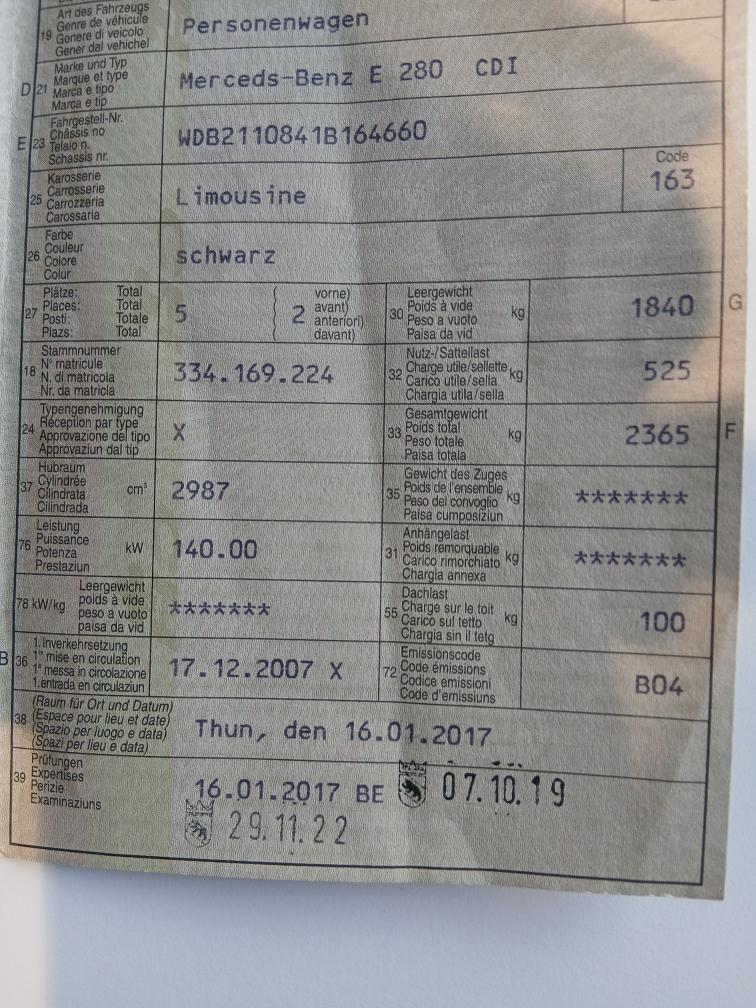 19 Art des Fahrzeugs
Genre de véhicule
Genere di veicolo
Gener dal vehichel
Personenwagen
D 21 Marke und Typ
Marque et type
Marca e tipo
Marca e tip
Merceds-Benz E 280 CDI
E 23 Fahrgestell-Nr.
Châssis no
Telaio n.
Schassis nr.
WDB2110841B164660
25 Karosserie
Carrosserie
Carrozzeria
Carossaria
Limousine
Code
163
26 Farbe
Couleur
Colore
Colur
schwarz
27 Plätze: Total
Places: Total
Posti: Totale
Plazs: Total
5 ( 2 vorne)
( avant)
( anteriori)
( davant)
30 Leergewicht
Poids à vide
Peso a vuoto
Paisa da vid
kg
1840 G
18 Stammnummer
N° matricule
N. di matricola
Nr. da matricla
334.169.224
32 Nutz-/Sattellast
Charge utile/sellette
Carico utile/sella
Chargia utila/sella
kg
525
24 Typengenehmigung
Réception par type
Approvazione del tipo
Approvaziun dal tip
X
33 Gesamtgewicht
Poids total
Peso totale
Paisa totala
kg
2365 F
37 Hubraum
Cylindrée
Cilindrata
Cilindrada
cm³
2987
35 Gewicht des Zuges
Poids de l'ensemble
Peso del convoglio
Paisa cumposiziun
kg
*******
76 Leistung
Puissance
Potenza
Prestaziun
kW
140.00
31 Anhängelast
Poids remorquable
Carico rimorchiato
Chargia annexa
kg
*******
78 kW/kg Leergewicht
poids à vide
peso a vuoto
paisa da vid
*******
55 Dachlast
Charge sur le toit
Carico sul tetto
Chargia sin il tetg
kg
100
B 36 1. Inverkehrsetzung
1re mise en circulation
1a messa in circolazione
1. entrada en circulaziun
17.12.2007 X
72 Emissionscode
Code émissions
Codice emissioni
Code d'emissiuns
B04
38 (Raum für Ort und Datum)
(Espace pour lieu et date)
(Spazio per luogo e data)
(Spazi per lieu e data)
Thun, den 16.01.2017
39 Prüfungen
Expertises
Perizie
Examinaziuns
16.01.2017 BE 07.10.19
29.11.22